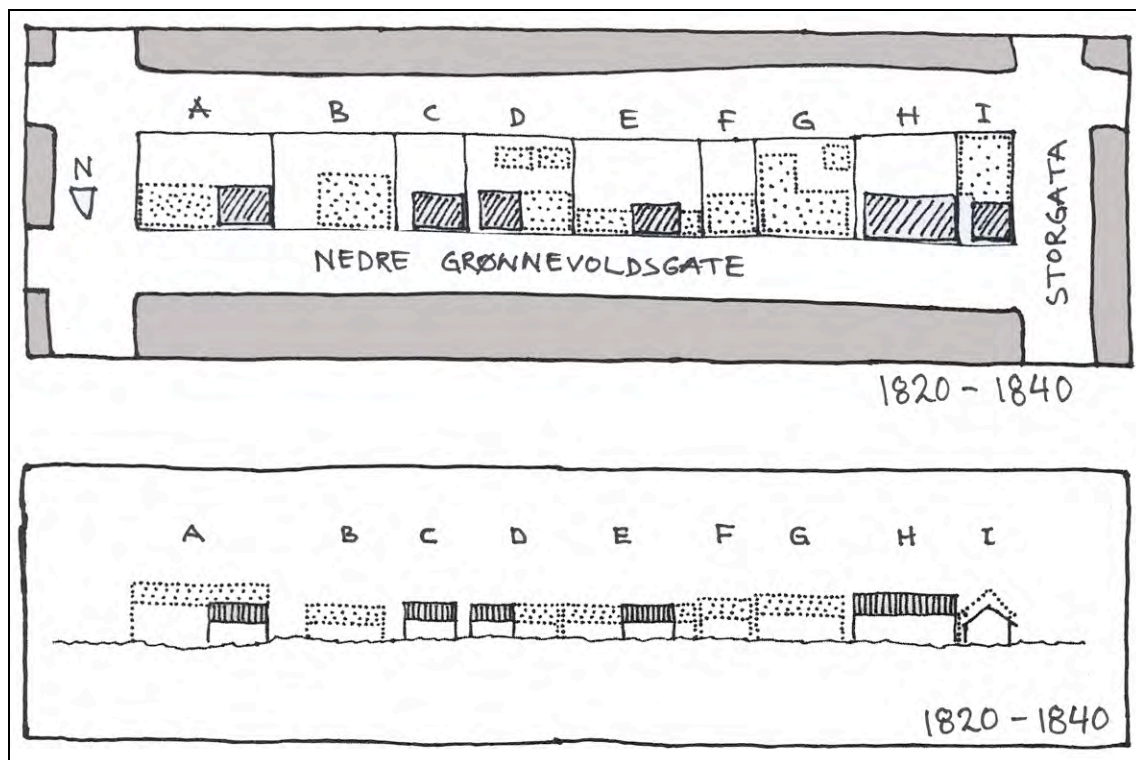 A B C D E F G H I
N
NEDRE GRØNNEVOLDSGATE
STORGATA
1820 - 1840
A B C D E F G H I
1820 - 1840